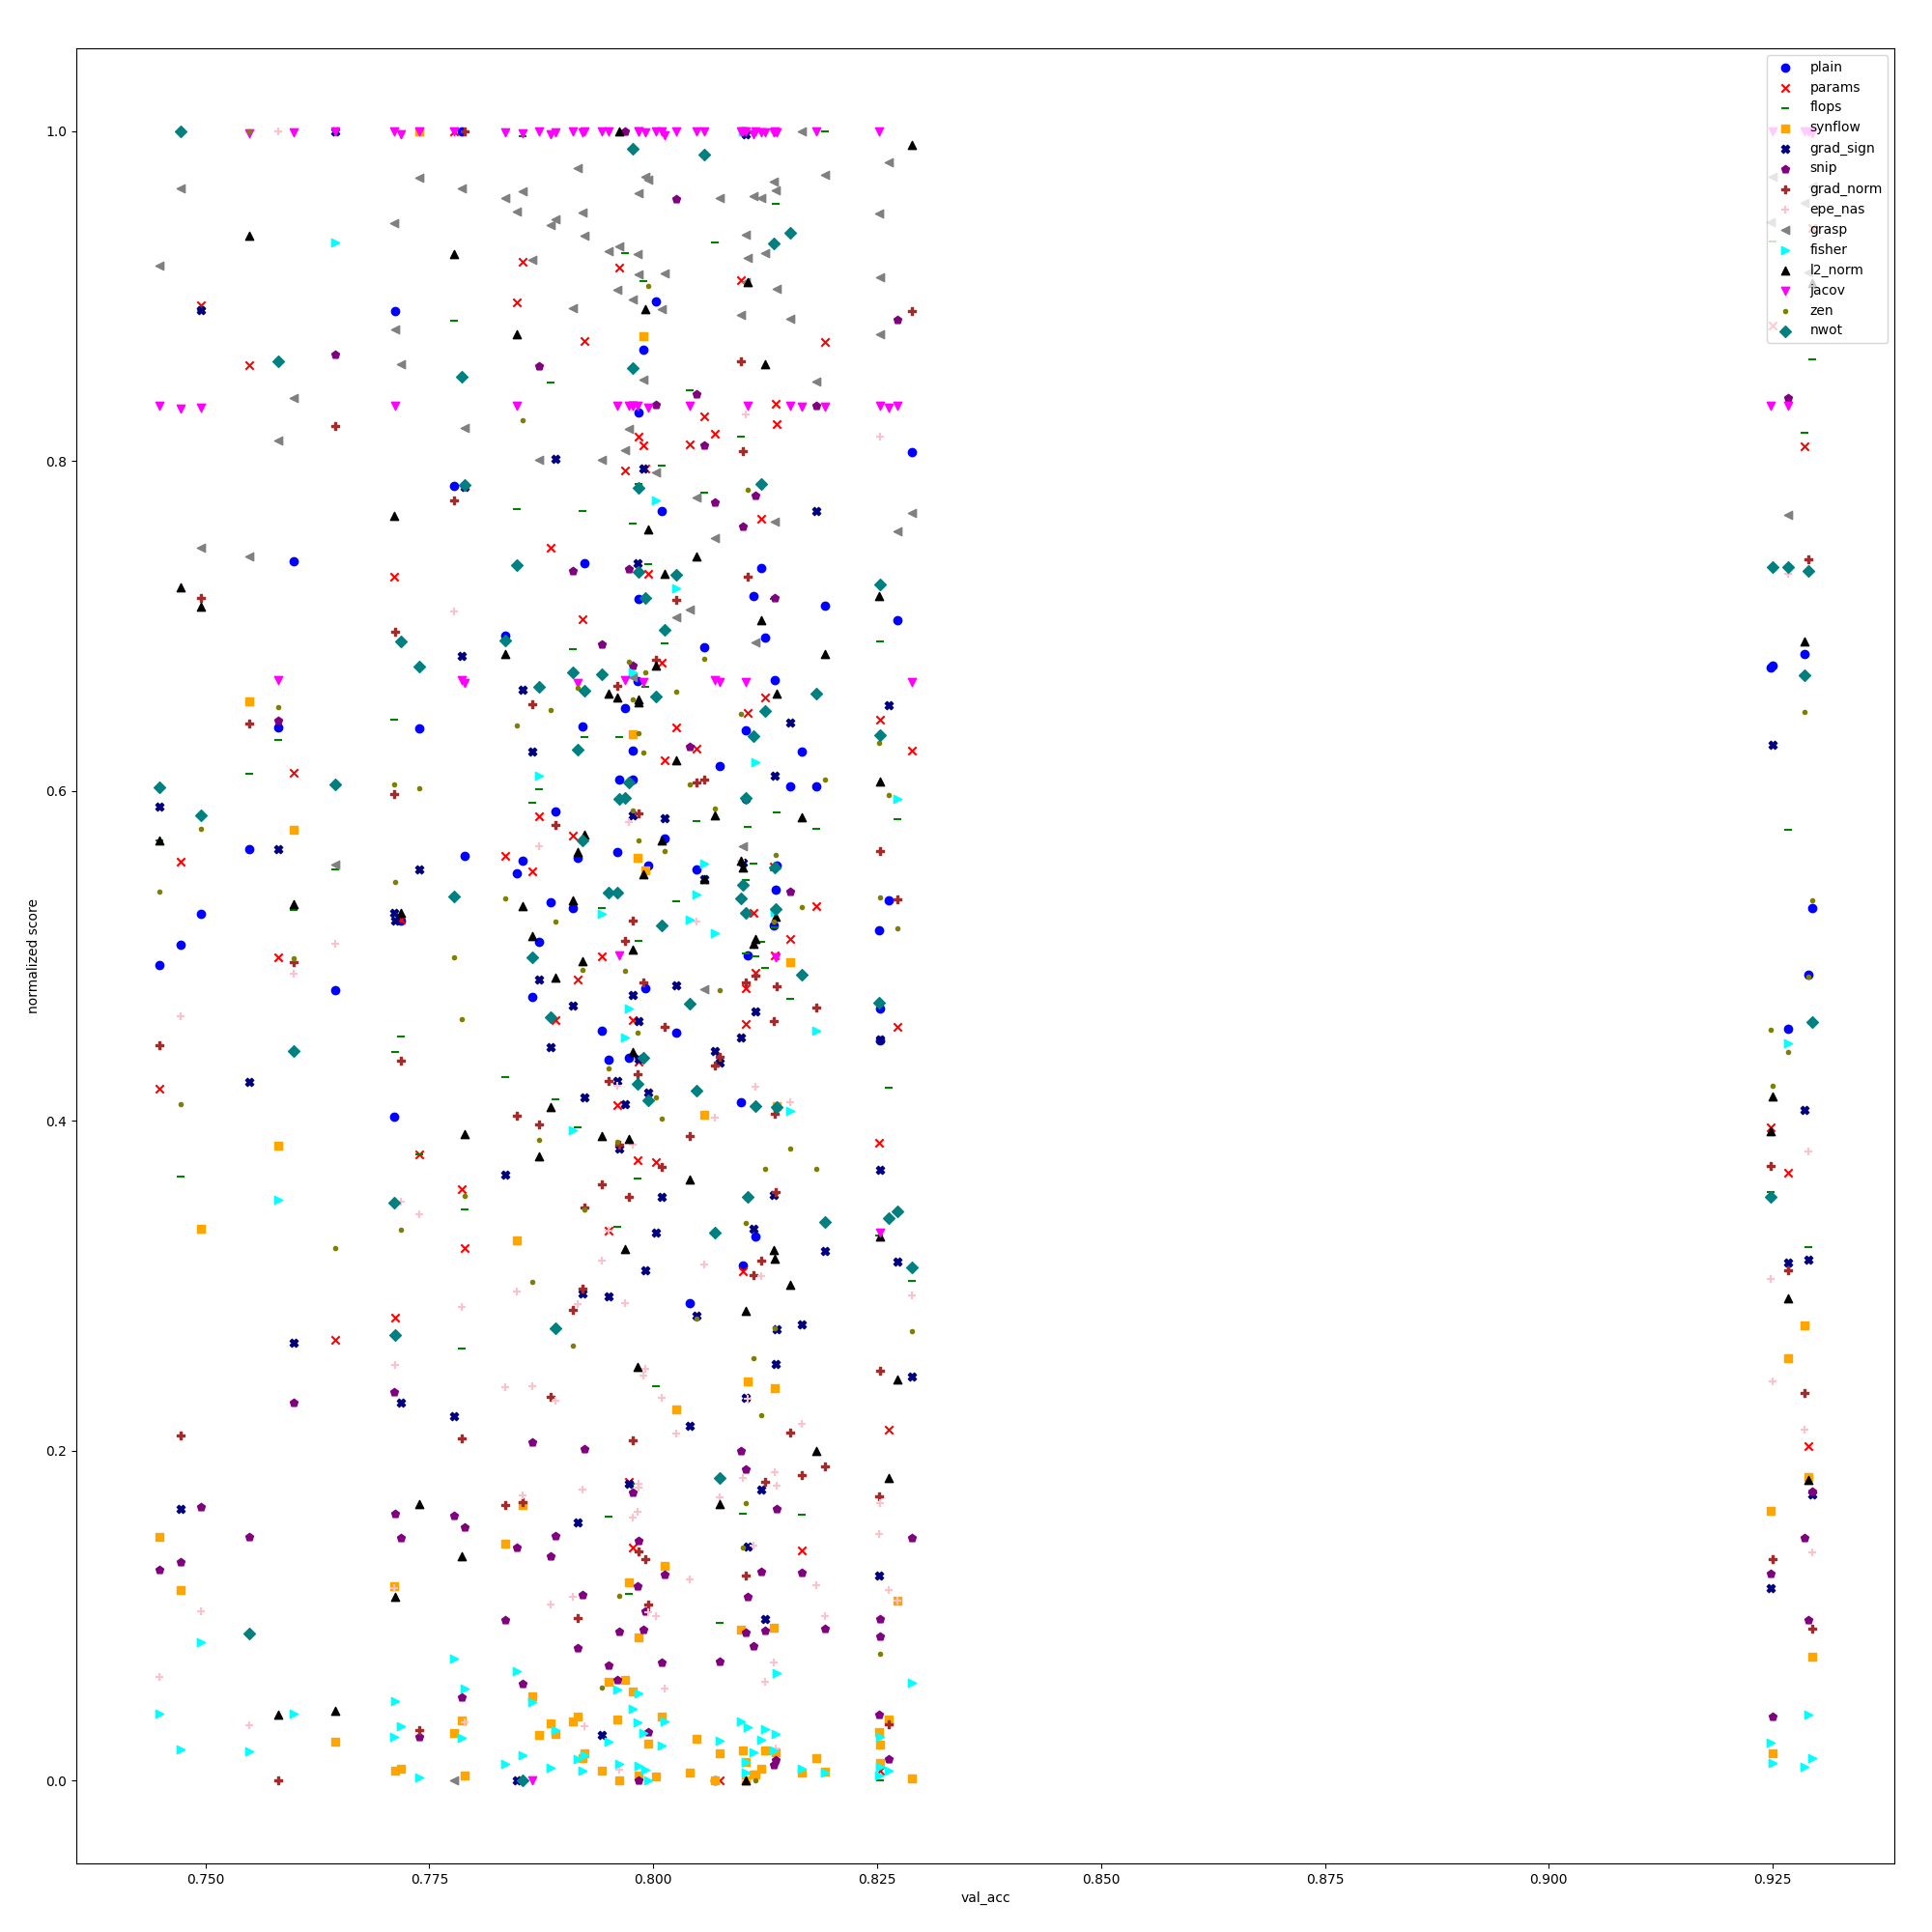 1.0
0.8
0.6
0.4
0.2
0.0
normalized score
0.750
0.775
0.800
0.825
0.850
0.875
0.900
0.925
val_acc
plain
params
flops
synflow
grad_sign
snip
grad_norm
epe_nas
grasp
fisher
l2_norm
jacov
zen
nwot